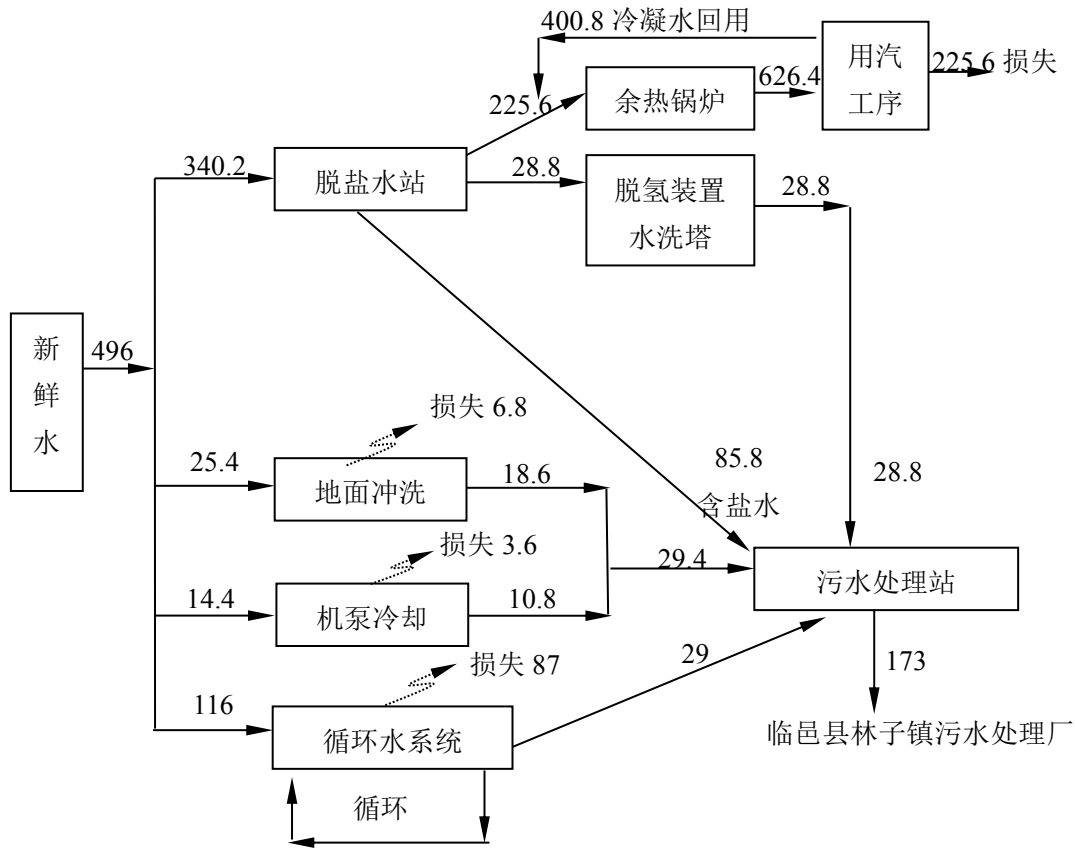 400.8 冷凝水回用
用汽
工序
225.6 损失
626.4
225.6
余热锅炉
340.2
脱盐水站
28.8
脱氢装置
水洗塔
28.8
新
鲜
水
496
损失 6.8
25.4
地面冲洗
18.6
85.8
含盐水
28.8
损失 3.6
14.4
机泵冷却
10.8
29.4
污水处理站
损失 87
116
循环水系统
29
173
临邑县林子镇污水处理厂
循环